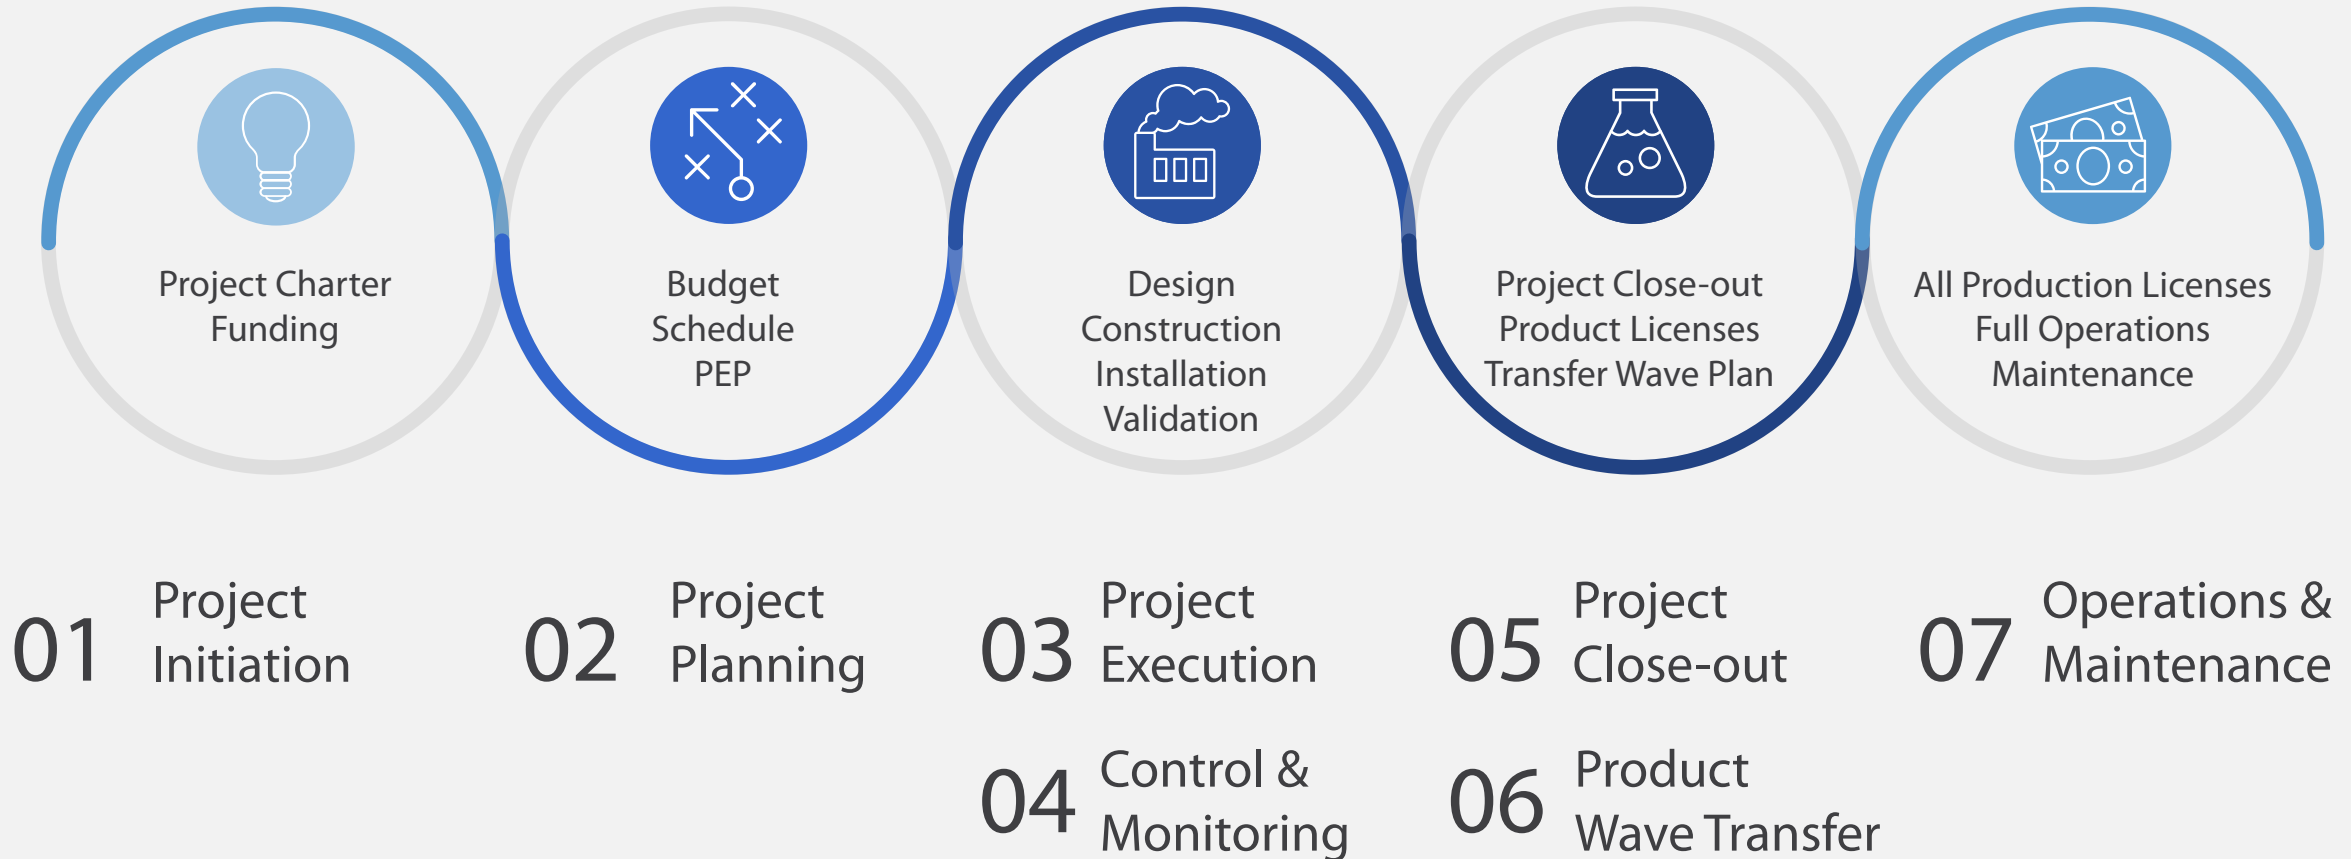 Project Charter
Funding
Budget
Schedule
PEP
Design
Construction
Installation
Validation
Project Close-out
Product Licenses
Transfer Wave Plan
All Production Licenses
Full Operations
Maintenance
01
Project
Initiation
02
Project
Planning
03
Project
Execution
04
Control &
Monitoring
05
Project
Close-out
06
Product
Wave Transfer
07
Operations &
Maintenance